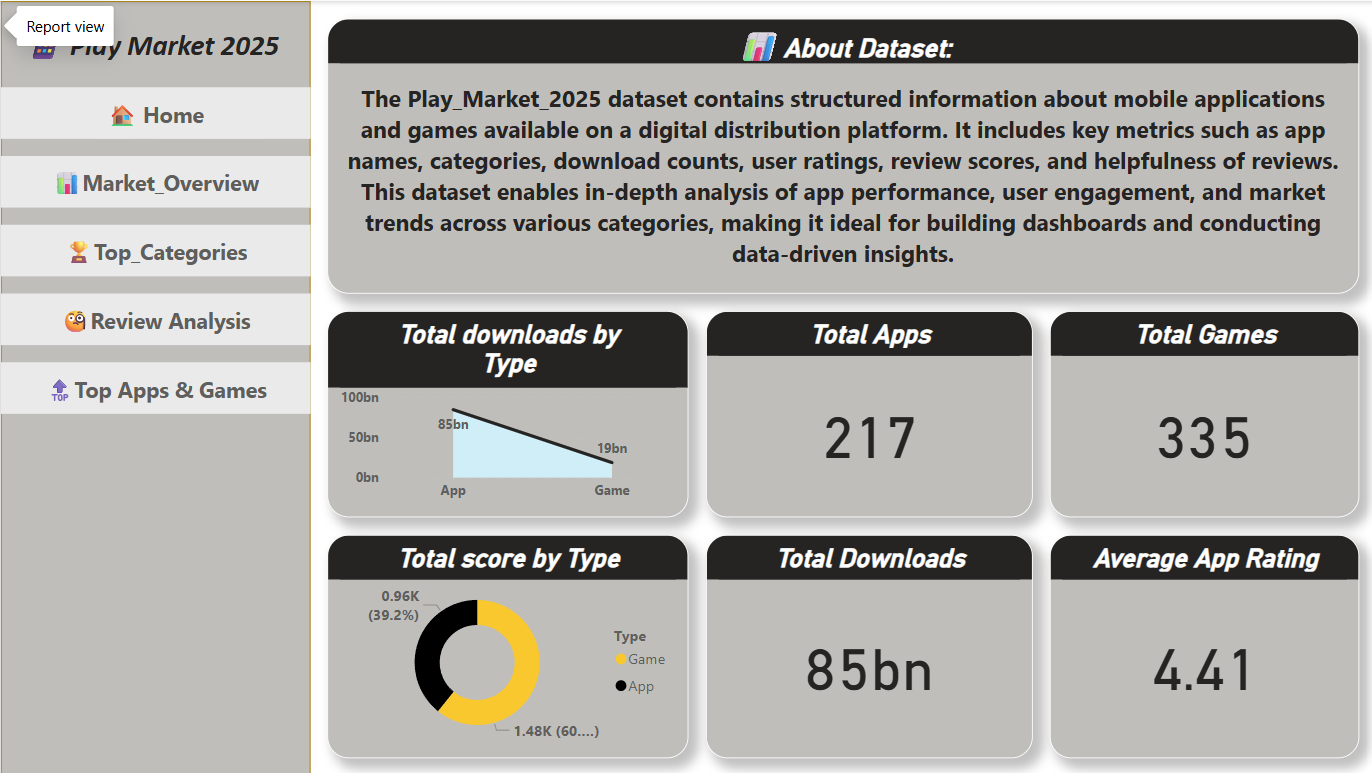 Report view
Play Market 2025
Home
Market_Overview
Top_Categories
Review Analysis
TOP
Top Apps & Games
About Dataset:
The Play_Market_2025 dataset contains structured information about mobile applications
and games available on a digital distribution platform. It includes key metrics such as app
names, categories, download counts, user ratings, review scores, and helpfulness of reviews.
This dataset enables in-depth analysis of app performance, user engagement, and market
trends across various categories, making it ideal for building dashboards and conducting
data-driven insights.
Total downloads by
Type
100bn
50bn
0bn
85bn
19bn
App
Game
Total Apps
217
Total Games
335
Total score by Type
0.96K
(39.2%)
1.48K (60....)
Type
Game
App
Total Downloads
85bn
Average App Rating
4.41